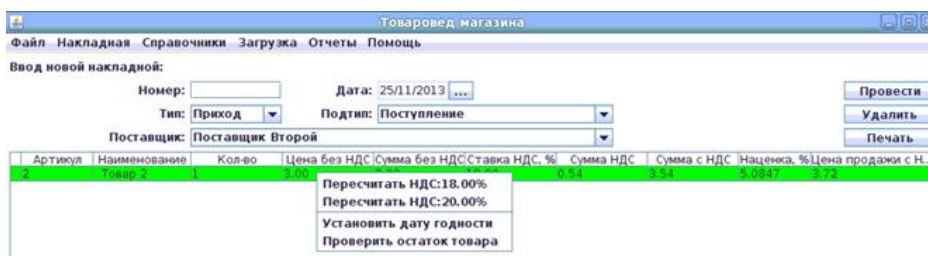 Товаровед магазина
Файл Накладная Справочники Загрузка Отчеты Помощь
Ввод новой накладной:
Номер: Дата: 25/11/2013 ... Провести
Тип: Приход Подтип: Поступление Удалить
Поставщик: Поставщик Второй Печать
Артикул Наименование Кол-во Цена без НДС Сумма без НДС Ставка НДС, % Сумма НДС Сумма с НДС Наценка, % Цена продажи с Н...
2 Товар 2 1 3.00 0.54 3.54 5.0847 3.72
Пересчитать НДС:18.00%
Пересчитать НДС:20.00%
Установить дату годности
Проверить остаток товара